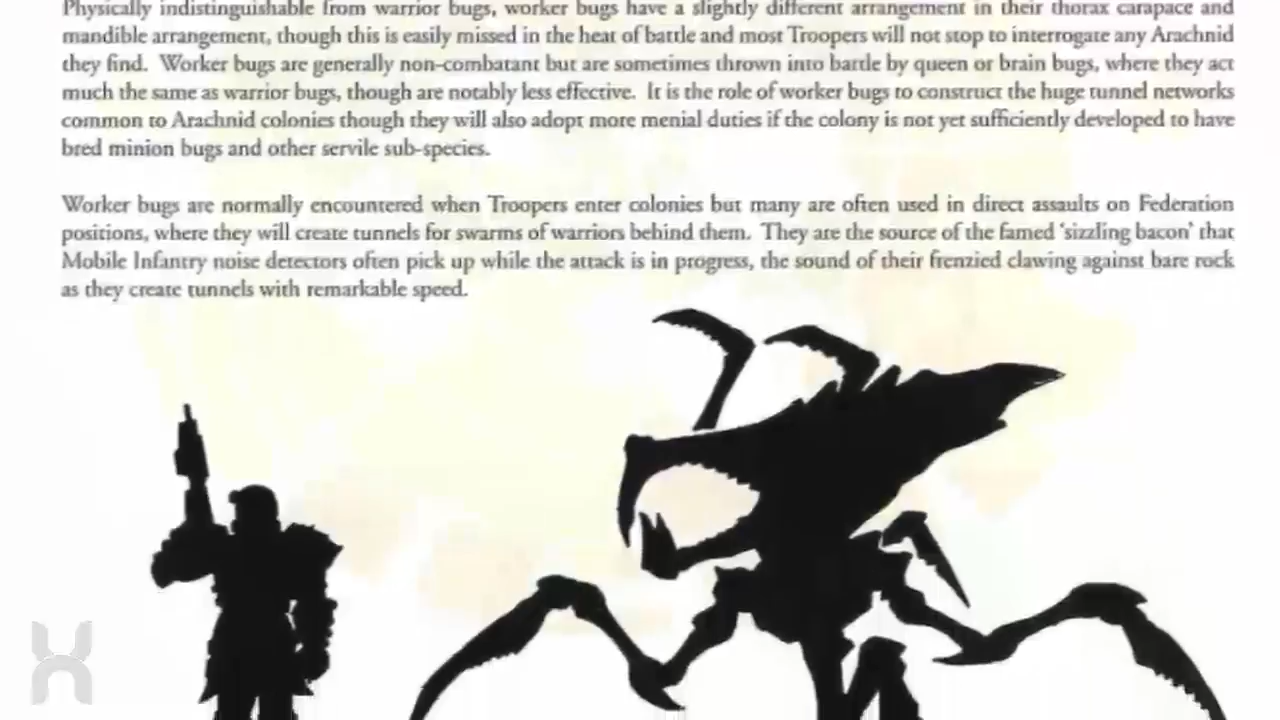 Physically indistinguishable from warrior bugs, worker bugs have a slightly different arrangement in their thorax carapace and
mandible arrangement, though this is easily missed in the heat of battle and most Troopers will not stop to interrogate any Arachnid
they find. Worker bugs are generally non-combatant but are sometimes thrown into battle by queen or brain bugs, where they act
much the same as warrior bugs, though are notably less effective. It is the role of worker bugs to construct the huge tunnel networks
common to Arachnid colonies though they will also adopt more menial duties if the colony is not yet sufficiently developed to have
bred minion bugs and other servile sub-species.
Worker bugs are normally encountered when Troopers enter colonies but many are often used in direct assaults on Federation
positions, where they will create tunnels for swarms of warriors behind them. They are the source of the famed ‘sizzling bacon’ that
Mobile Infantry noise detectors often pick up while the attack is in progress, the sound of their frenzied clawing against bare rock
as they create tunnels with remarkable speed.